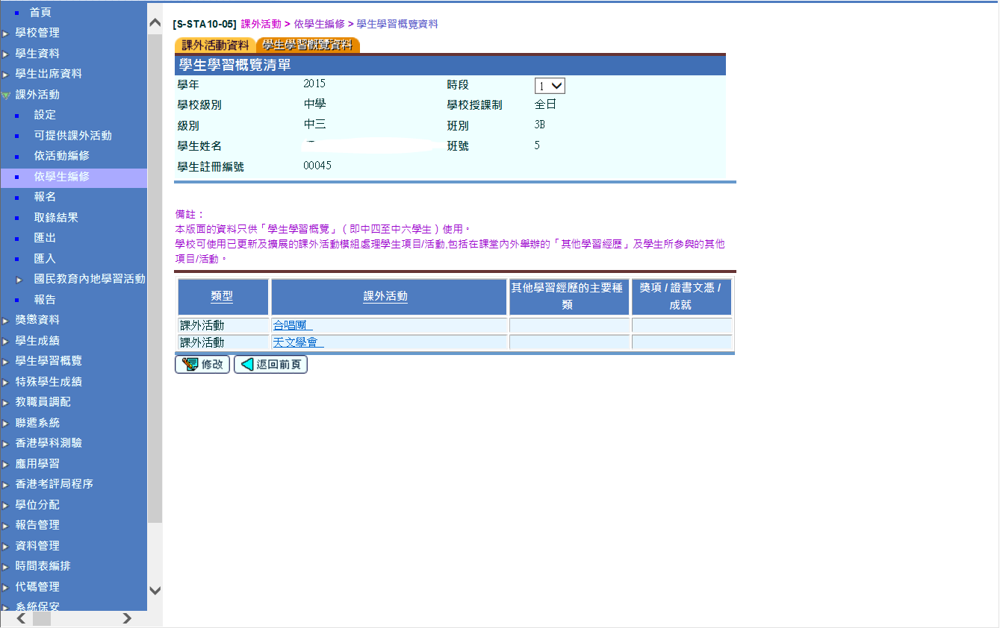 首頁
學校管理
學生資料
學生出席資料
課外活動
設定
可提供課外活動
依活動編修
依學生編修
報名
取錄結果
匯出
匯入
國民教育內地學習活動
報告
獎懲資料
學生成績
學生學習概覽
特殊學生成績
教職員調配
聯遞系統
香港學科測驗
應用學習
香港考評局程序
學位分配
報告管理
資料管理
時間表編排
代碼管理
系統保安
[S-STA10-05] 課外活動 > 依學生編修 > 學生學習概覽資料
課外活動資料 學生學習概覽資料
學生學習概覽清單
學年 2015 時段 1
學校級別 中學 學校授課制 全日
級別 中三 班別 3B
學生姓名 班號 5
學生註冊編號 00045
備註：
本版面的資料只供「學生學習概覽」（即中四至中六學生）使用。
學校可使用已更新及擴展的課外活動模組處理學生項目/活動,包括在課堂內外舉辦的「其他學習經歷」及學生所參與的其他
項目/活動。
類型 課外活動 其他學習經歷的主要種類 獎項 / 證書文憑 / 成就
課外活動 合唱團
課外活動 天文學會
修改 返回前頁